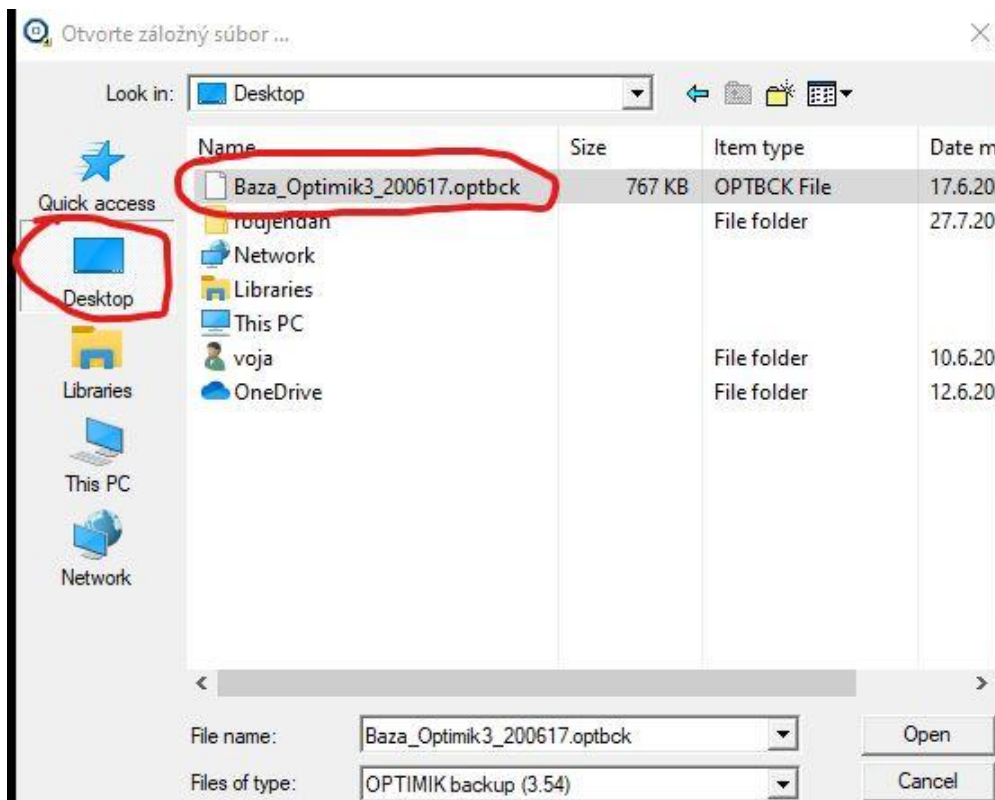 Otvorte záložný súbor ...
Look in: Desktop
Name Size Item type Date m
Baza_Optimik3_200617.optbck 767 KB OPTBCK File 17.6.20
roditeljendan File folder 27.7.20
Network
Libraries
This PC
voja File folder 10.6.20
OneDrive File folder 12.6.20
Quick access
Desktop
Libraries
This PC
Network
File name: Baza_Optimik3_200617.optbck Open
Files of type: OPTIMIK backup (3.54) Cancel